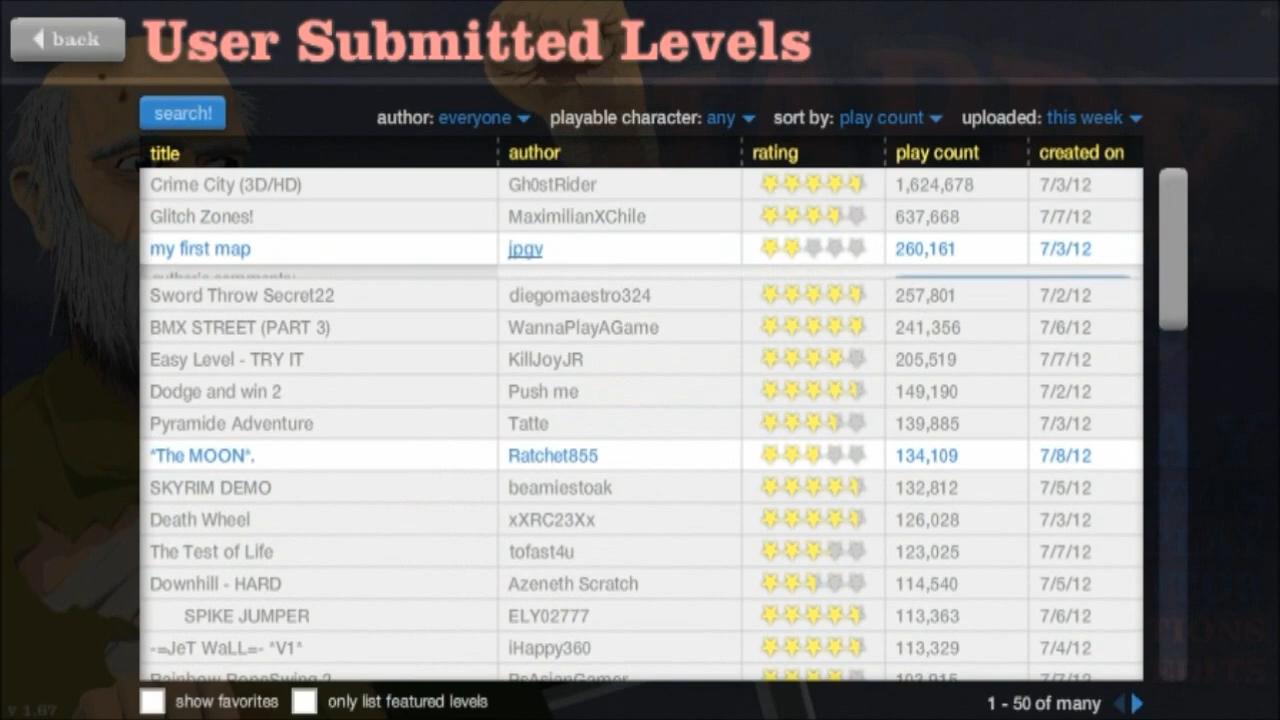 back
User Submitted Levels
search!
author: everyone playable character: any sort by: play count uploaded: this week
title author rating play count created on
Crime City (3D/HD) Gh0stRider 1,624,678 7/3/12
Glitch Zones! MaximilianXChile 637,668 7/7/12
my first map jpgv 260,161 7/3/12
author's comments:
Sword Throw Secret22 diegomaestro324 257,801 7/2/12
BMX STREET (PART 3) WannaPlayAGame 241,356 7/6/12
Easy Level - TRY IT KillJoyJR 205,519 7/7/12
Dodge and win 2 Push me 149,190 7/2/12
Pyramide Adventure Tatte 139,885 7/3/12
*The MOON*. Ratchet855 134,109 7/8/12
SKYRIM DEMO beamiestoak 132,812 7/5/12
Death Wheel xXRC23Xx 126,028 7/3/12
The Test of Life tofast4u 123,025 7/7/12
Downhill - HARD Azeneth Scratch 114,540 7/5/12
SPIKE JUMPER ELY02777 113,363 7/6/12
-=JeT WaLL=- *V1* iHappy360 113,329 7/4/12
Rainbow RopeSwing 2
show favorites only list featured levels 1 - 50 of many
v 1.67